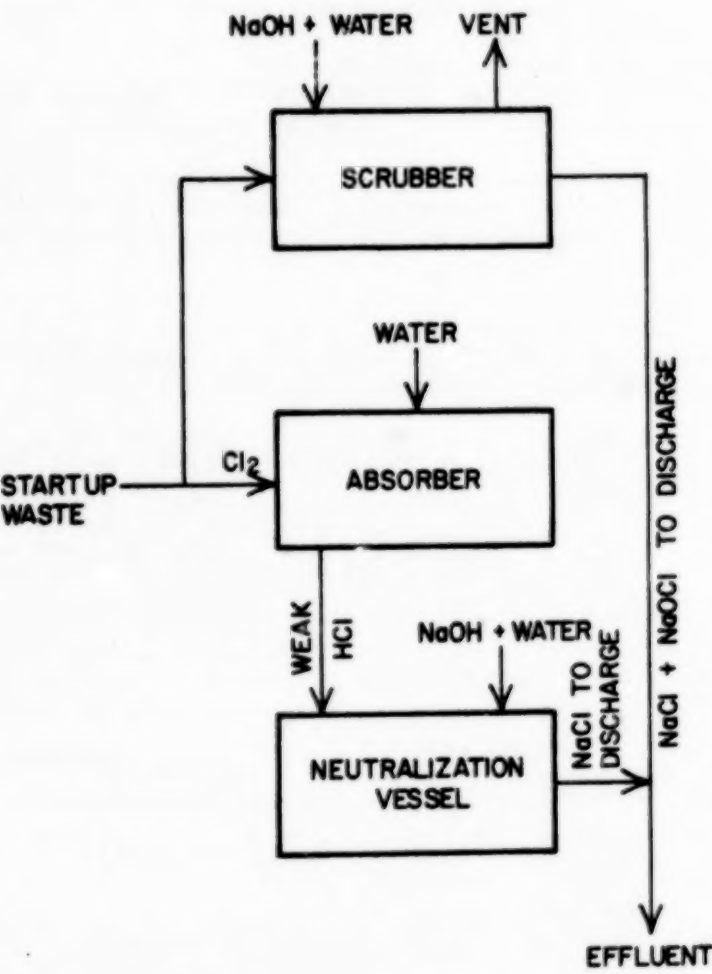 NaOH + WATER
VENT
SCRUBBER
WATER
STARTUP
WASTE
Cl2
ABSORBER
WEAK
HCl
NaOH + WATER
NaCl TO
DISCHARGE
NaCl + NaOCl TO DISCHARGE
NEUTRALIZATION
VESSEL
EFFLUENT